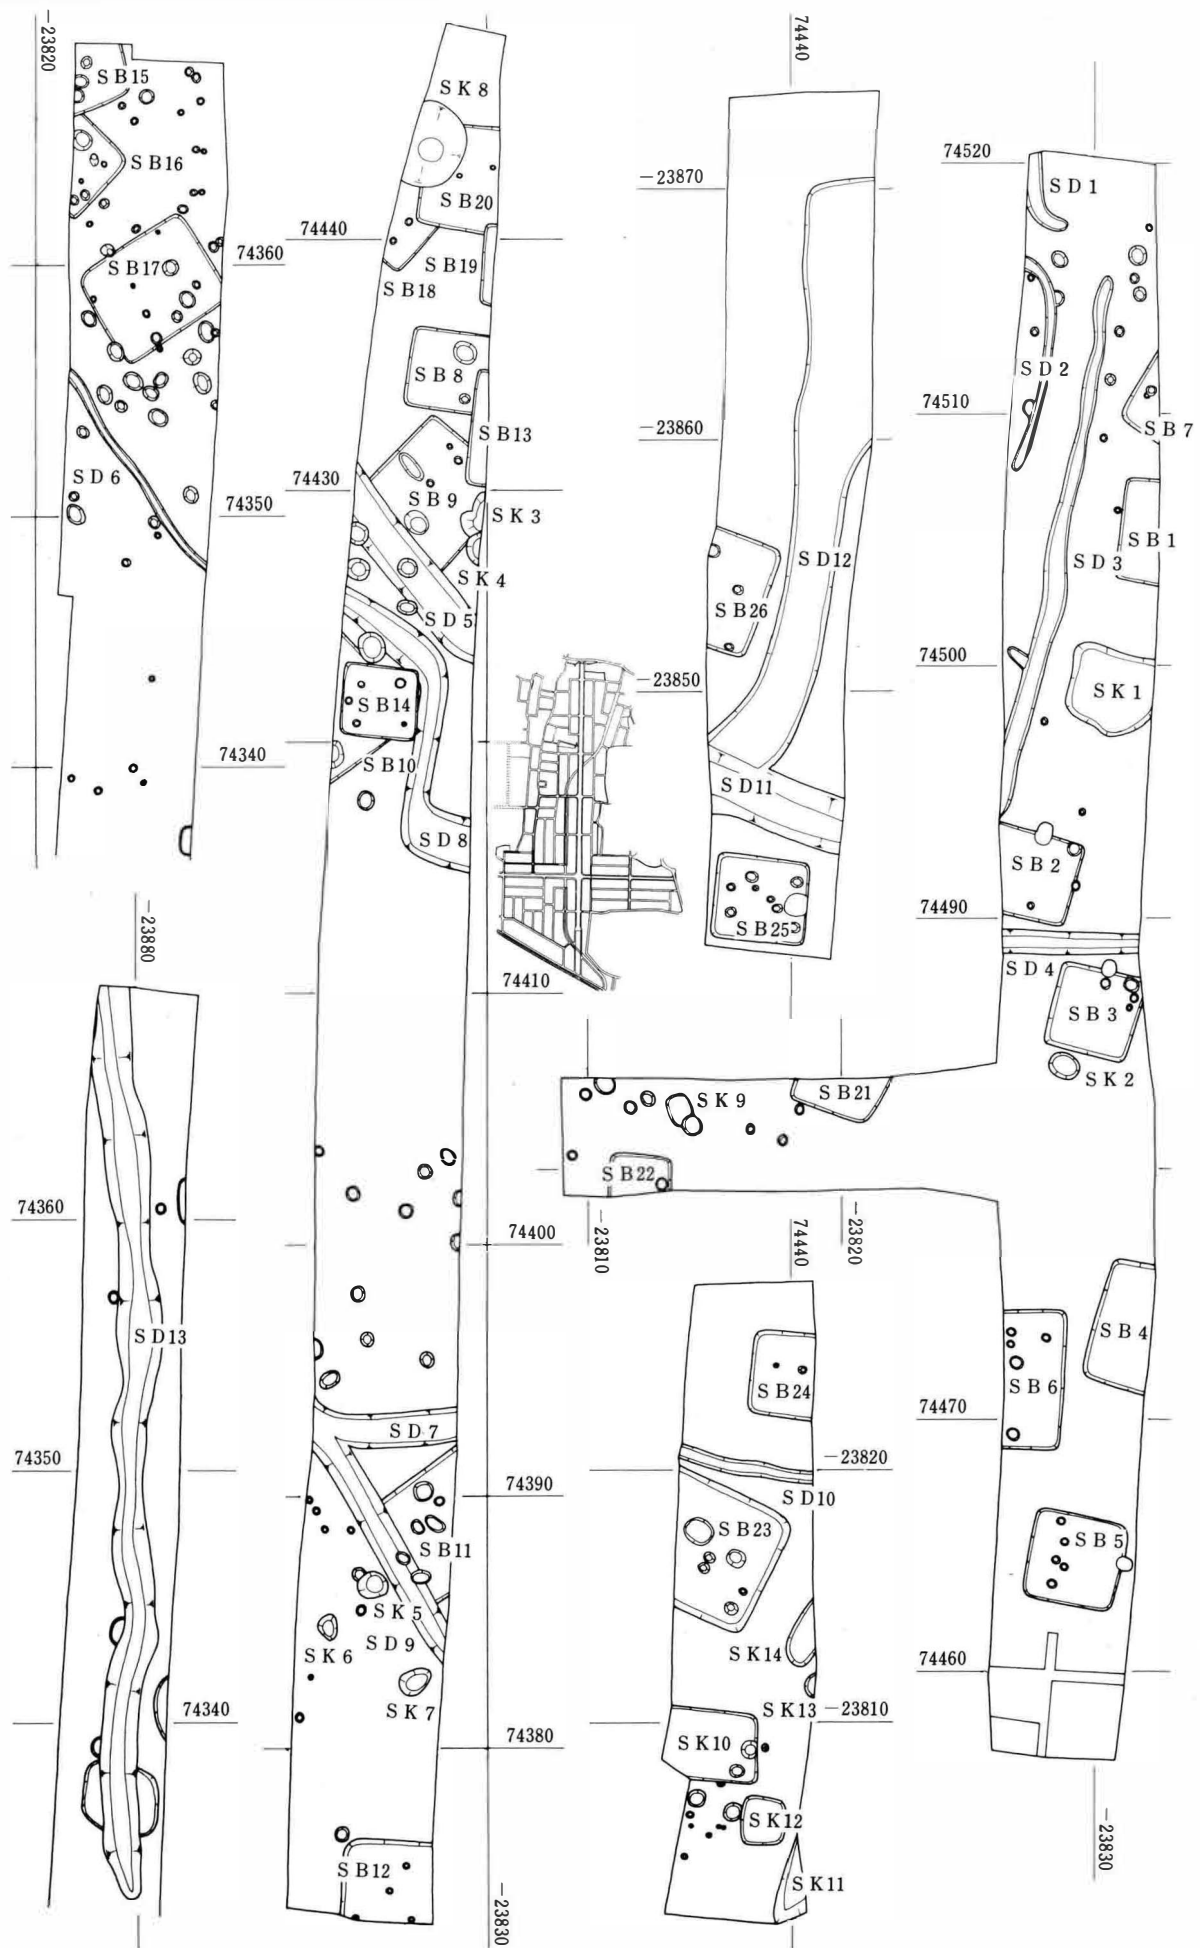 -23820
SB15
SB16
SB17
74360
SD6
74350
74340
SK8
SB20
74440
SB19
SB18
SB8
SB13
74430
SB9
SK3
SK4
SD5
SB14
74340
SB10
SD8
74410
74400
SD7
74390
SB11
SK5
SD9
SK6
SK7
74380
SB12
-23830
-23880
74360
SD13
74350
74340
74440
-23870
-23860
SD12
SB26
-23850
SD11
SB25
74520
SD1
SD2
74510
SB7
SB1
SD3
74500
SK1
SB2
74490
SD4
SB3
SK2
SB21
SK9
SB22
-23810
-23820
SB4
SB6
74470
SB5
74460
-23830
74440
SB24
-23820
SD10
SB23
SK14
SK13
-23810
SK10
SK12
SK11